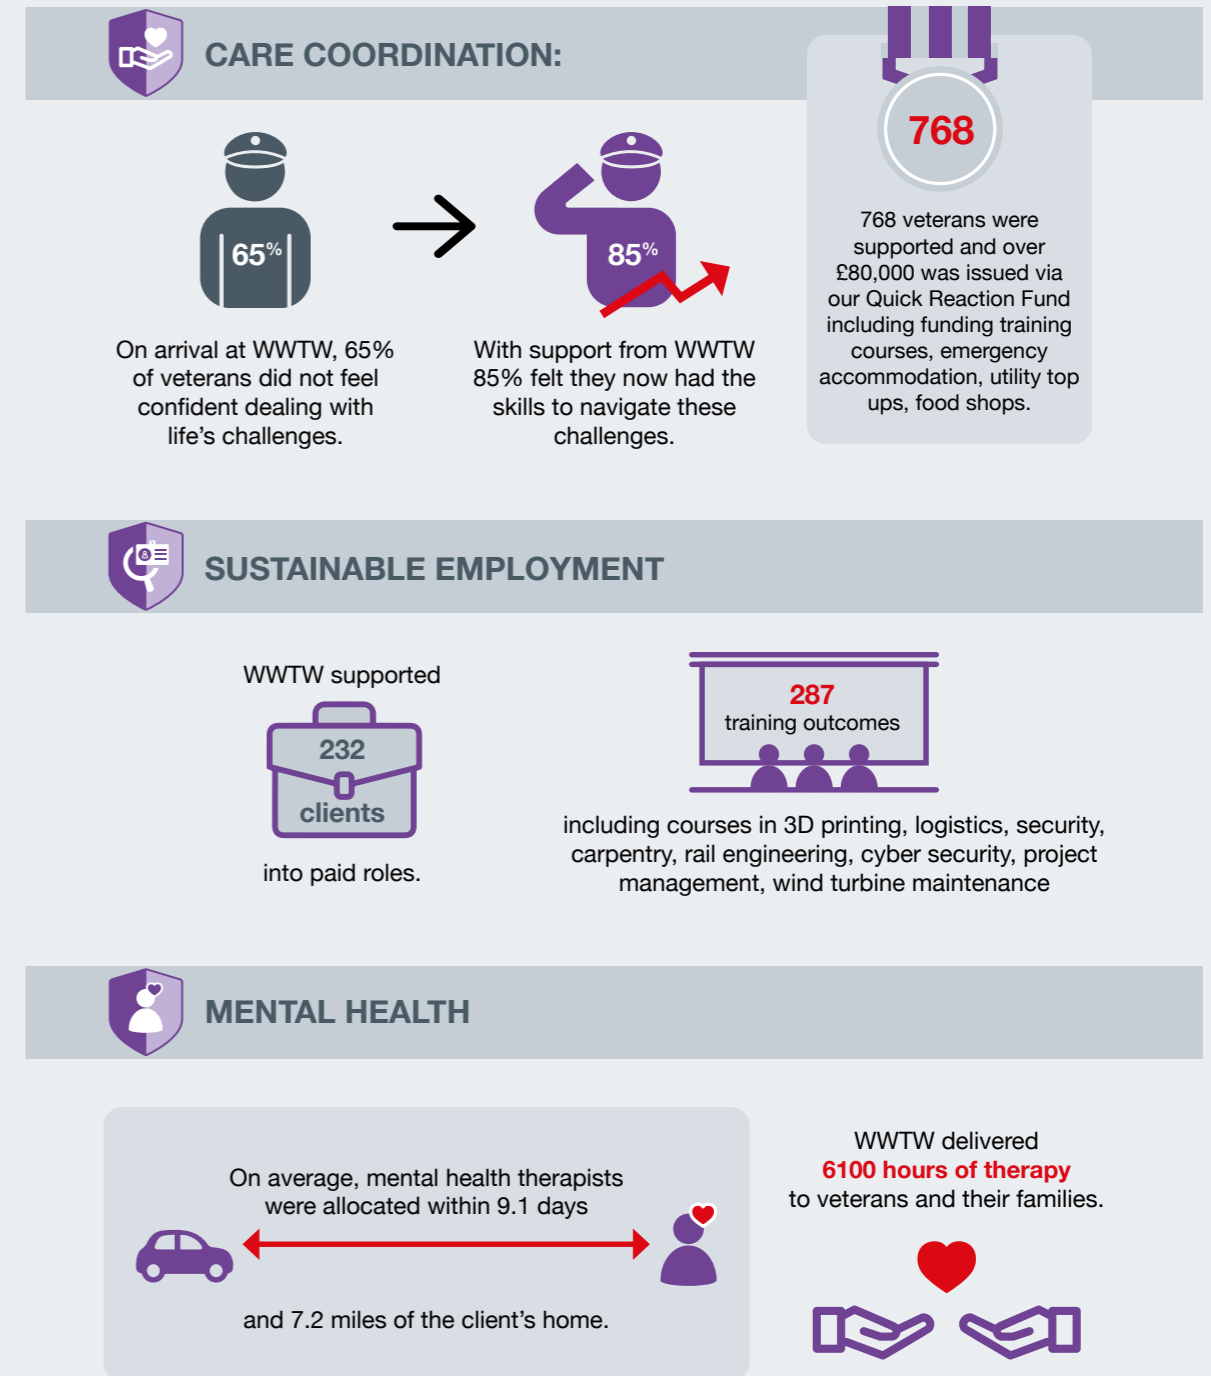 CARE COORDINATION:
65%
On arrival at WWTW, 65%
of veterans did not feel
confident dealing with
life’s challenges.
85%
With support from WWTW
85% felt they now had the
skills to navigate these
challenges.
768
768 veterans were
supported and over
£80,000 was issued via
our Quick Reaction Fund
including funding training
courses, emergency
accommodation, utility top
ups, food shops.
SUSTAINABLE EMPLOYMENT
WWTW supported
232
clients
into paid roles.
287
training outcomes
including courses in 3D printing, logistics, security,
carpentry, rail engineering, cyber security, project
management, wind turbine maintenance
MENTAL HEALTH
On average, mental health therapists
were allocated within 9.1 days
and 7.2 miles of the client’s home.
WWTW delivered
6100 hours of therapy
to veterans and their families.